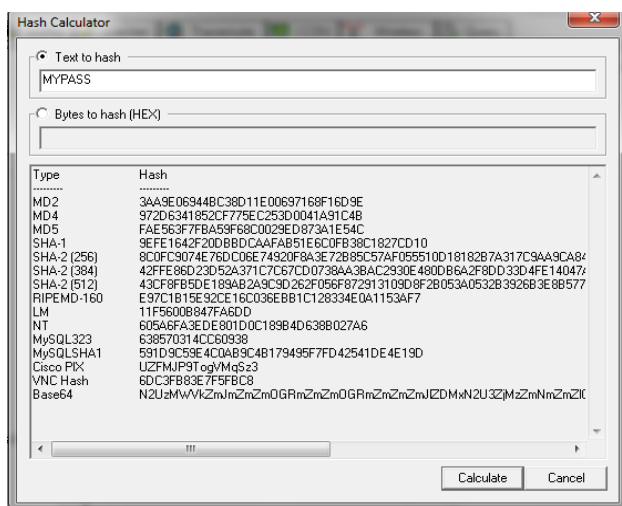 Hash Calculator
Text to hash
MYPASS
Bytes to hash (HEX)
Type Hash
--------- ---------
MD2 3AA9E06944BC38D11E00697168F16D9E
MD4 972D6341852CF775EC253D0041A91C4B
MD5 FAE563F7FBA59F68C0029ED873A1E54C
SHA-1 9EFE1642F20DBBDCAAFAB51E6C0FB38C1827CD10
SHA-2 (256) 8C0FC9074E76DC06E74920F8A3E72B85C57AF055510D18182B7A317C9AA9CA84
SHA-2 (384) 42FFE86D23D52A371C7C67CD0738AA3BAC2930E480DB6A2F8DD33D4FE14047
SHA-2 (512) 43CF8FB5DE189AB2A9C9D262F056F872913109D8F2B053A0532B3926B3E8B577
RIPEMD-160 E97C1B15E92CE16C036EBB1C128334E0A1153AF7
LM 11F5600B847FA6DD
NT 605A6FA3EDE801D0C189B4D638B027A6
MySQL323 638570314CC60938
MySQLSHA1 591D9C59E4C0AB9C4B179495F7FD42541DE4E19D
Cisco PIX UZFMJP9TogVMqSz3
VNC Hash 6DC3FB83E7F5FBC8
Base64
Calculate Cancel